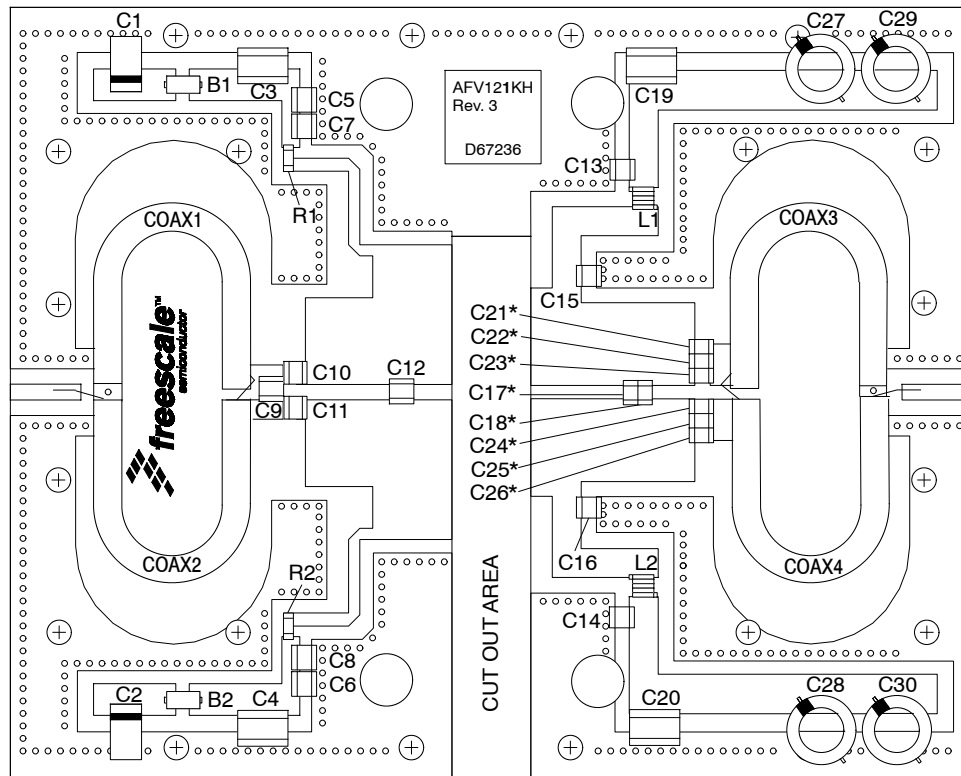 C1
C27
C29
B1
C3
C5
C7
C19
AFV121KH
Rev. 3
D67236
C13
R1
L1
COAX1
COAX3
C15
freescale™
semiconductor
C21*
C22*
C23*
C17*
C18*
C24*
C25*
C26*
C10
C12
C9
C11
COAX2
COAX4
C16
R2
L2
C14
CUT OUT AREA
C8
C6
C2
B2
C4
C20
C28
C30